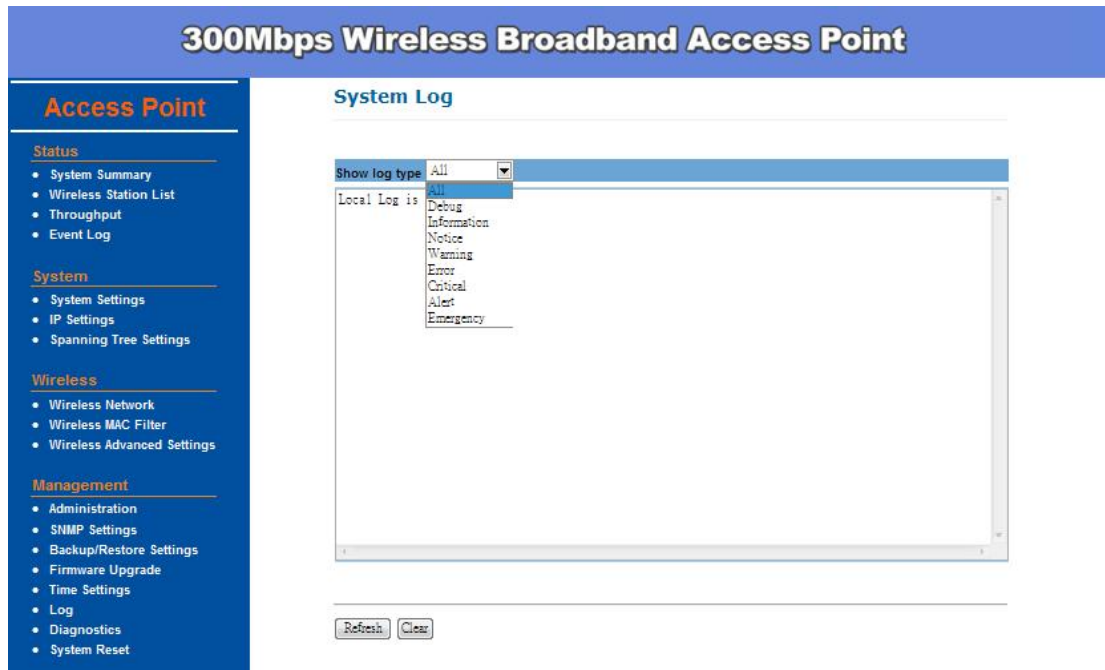 300Mbps Wireless Broadband Access Point
Access Point
Status
System Summary
Wireless Station List
Throughput
Event Log
System
System Settings
IP Settings
Spanning Tree Settings
Wireless
Wireless Network
Wireless MAC Filter
Wireless Advanced Settings
Management
Administration
SNMP Settings
Backup/Restore Settings
Firmware Upgrade
Time Settings
Log
Diagnostics
System Reset
System Log
Show log type All
Local Log is
All
Debug
Information
Notice
Warning
Error
Critical
Alert
Emergency
Refresh Clear